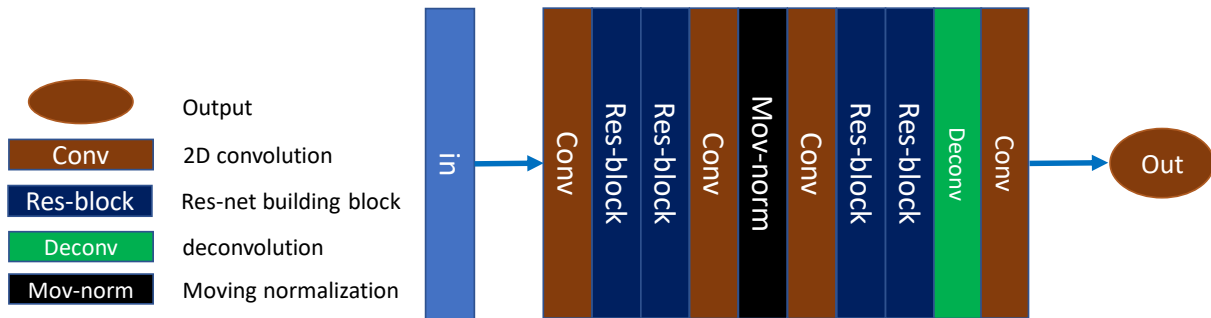 Output
Conv
2D convolution
Res-block
Res-net building block
Deconv
deconvolution
Mov-norm
Moving normalization
in
Conv
Res-block
Res-block
Conv
Mov-norm
Conv
Res-block
Res-block
Deconv
Conv
Out